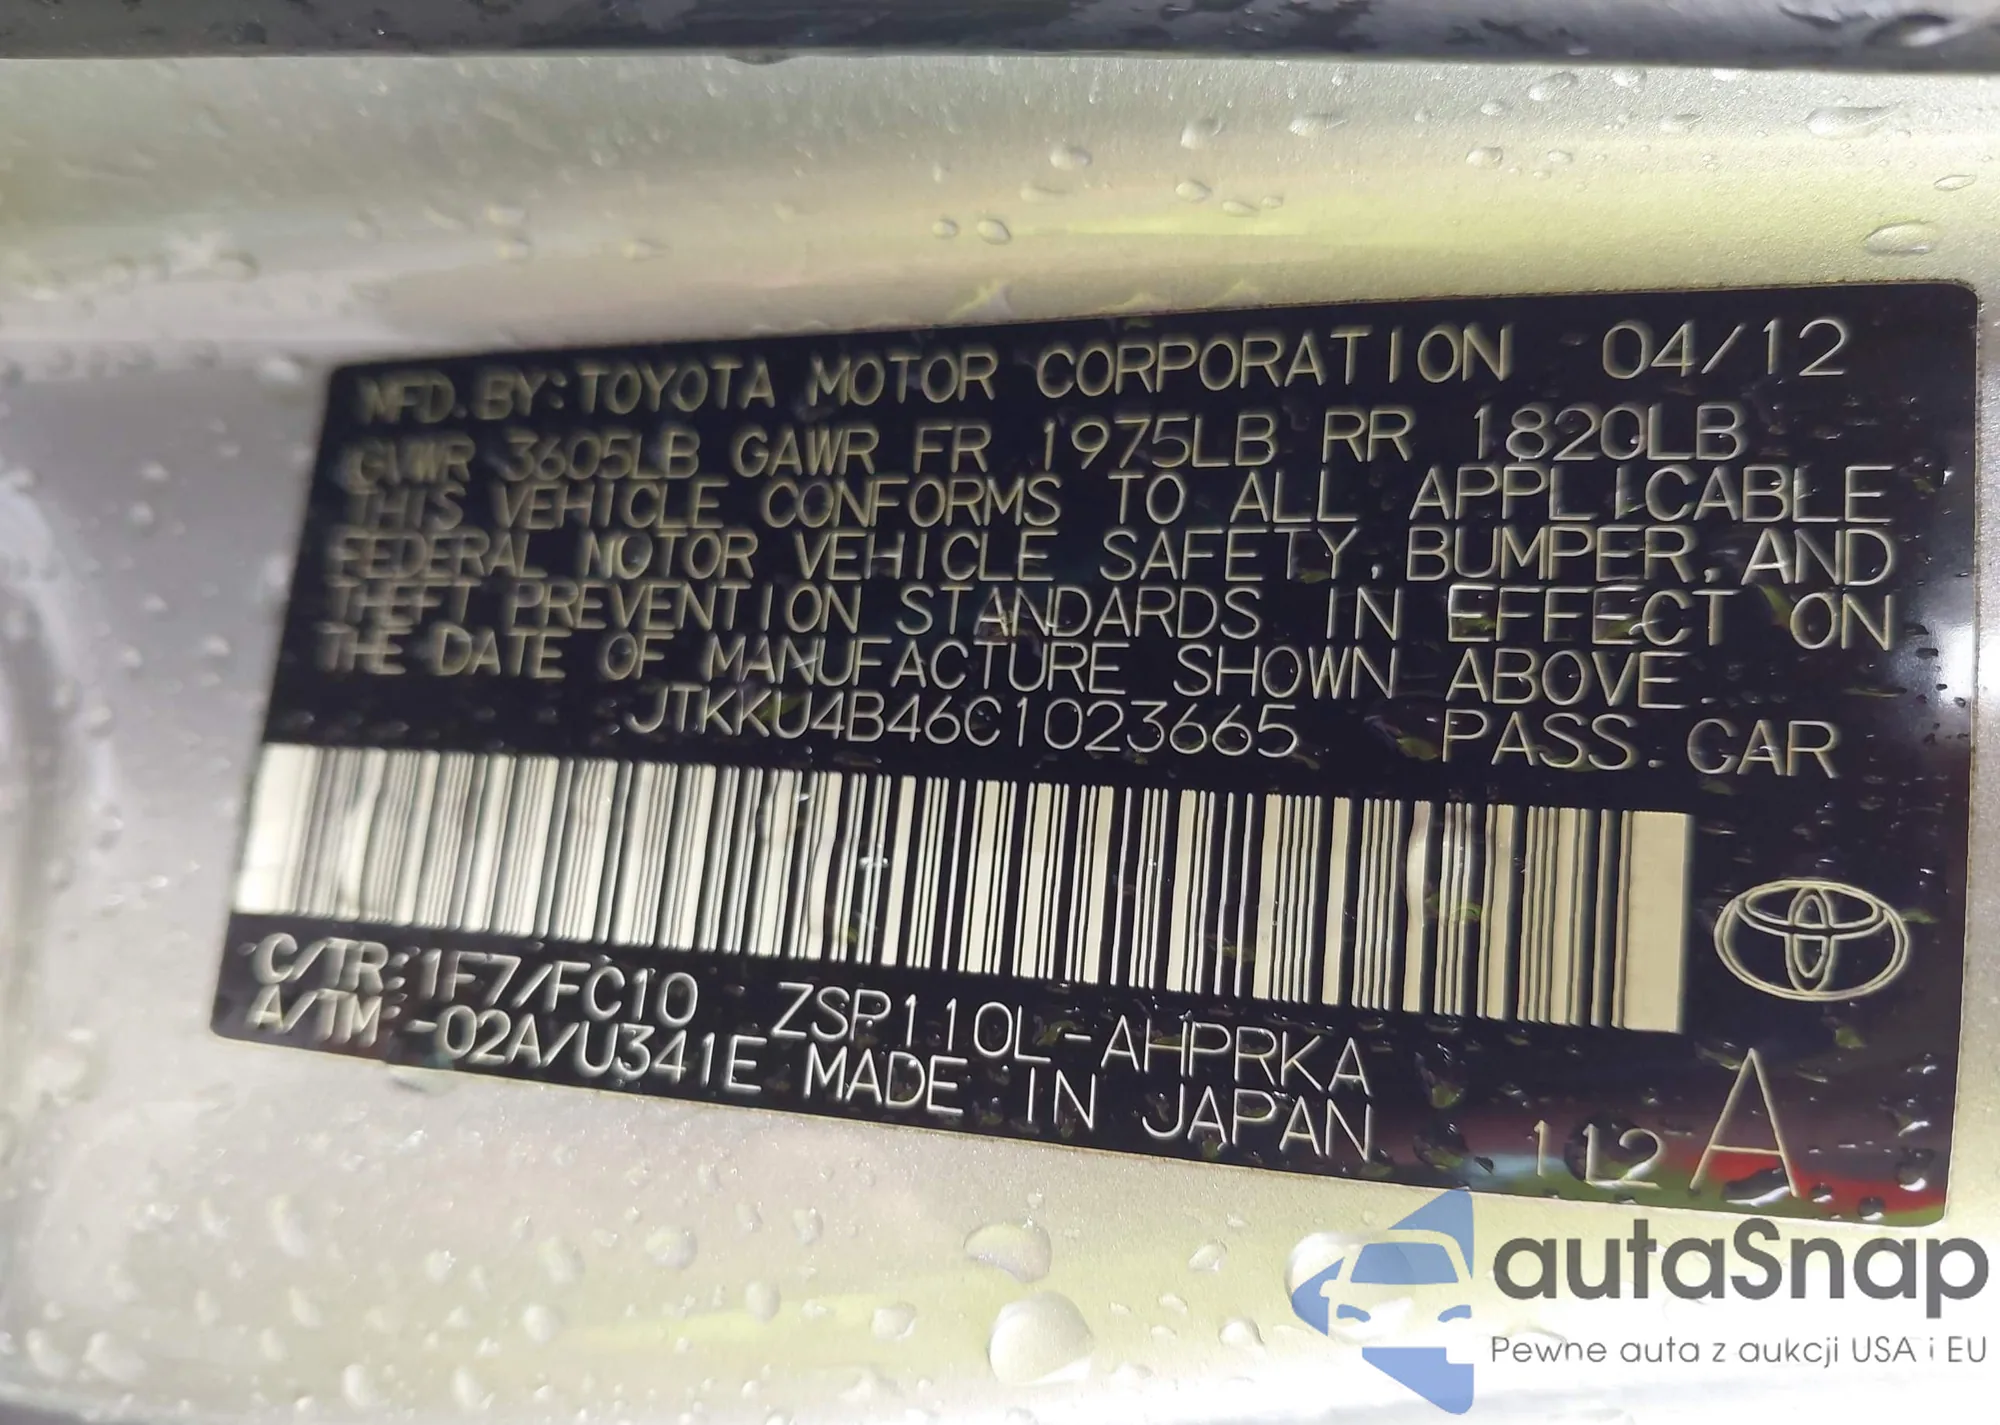 MFD. BY: TOYOTA MOTOR CORPORATION 04/12
GVWR 3605LB GAWR FR 1975LB RR 1820LB
THIS VEHICLE CONFORMS TO ALL APPLICABLE
FEDERAL MOTOR VEHICLE SAFETY, BUMPER, AND
THEFT PREVENTION STANDARDS IN EFFECT ON
THE DATE OF MANUFACTURE SHOWN ABOVE.
JTKKU4B46C1023665 PASS. CAR
C/TR: 1F7/FC10 ZSP110L-AHPRKA
A/TM: -02A/U341E MADE IN JAPAN
112 A
autaSnap
Pewne auta z aukcji USA i EU